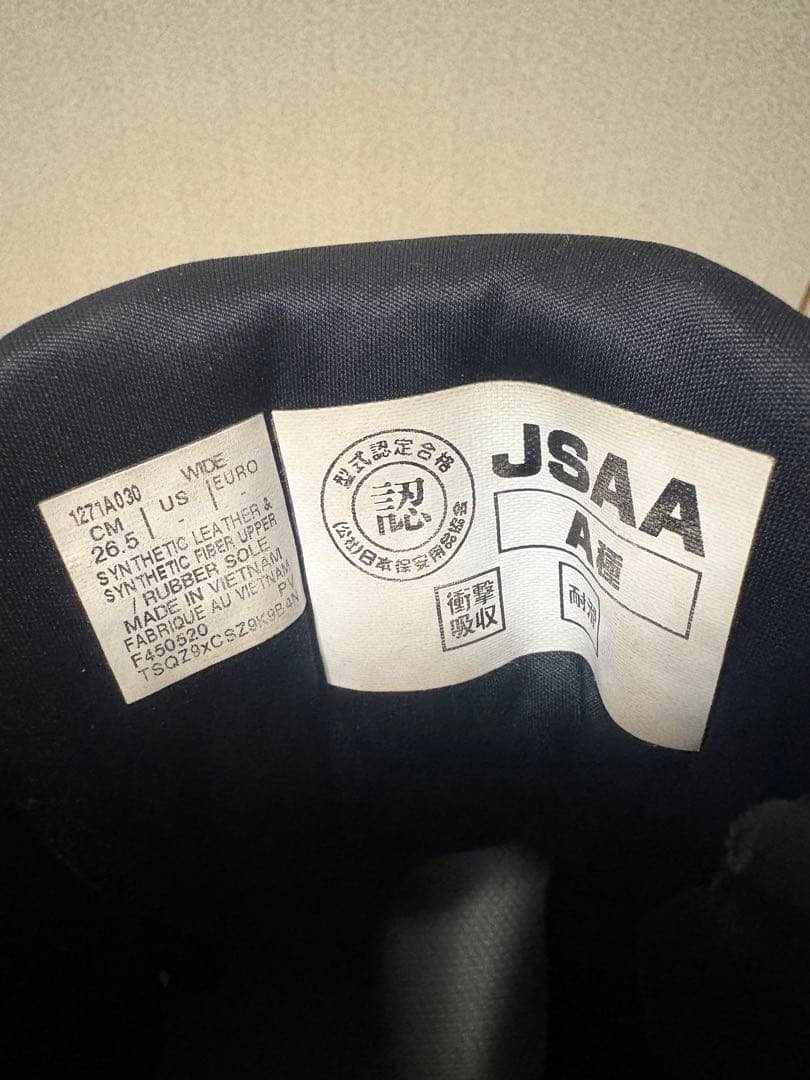 1271A030 WIDE
CM US EURO
26.5 - -
SYNTHETIC LEATHER &
SYNTHETIC FIBER UPPER
/ RUBBER SOLE
MADE IN VIETNAM
FABRIQUE AU VIETNAM
F450520 PV
TSQZ9xCSZ9K9B4N
型式認定合格
認
(公社)日本保安用品協会
JSAA
A種
衝撃
吸収
耐滑